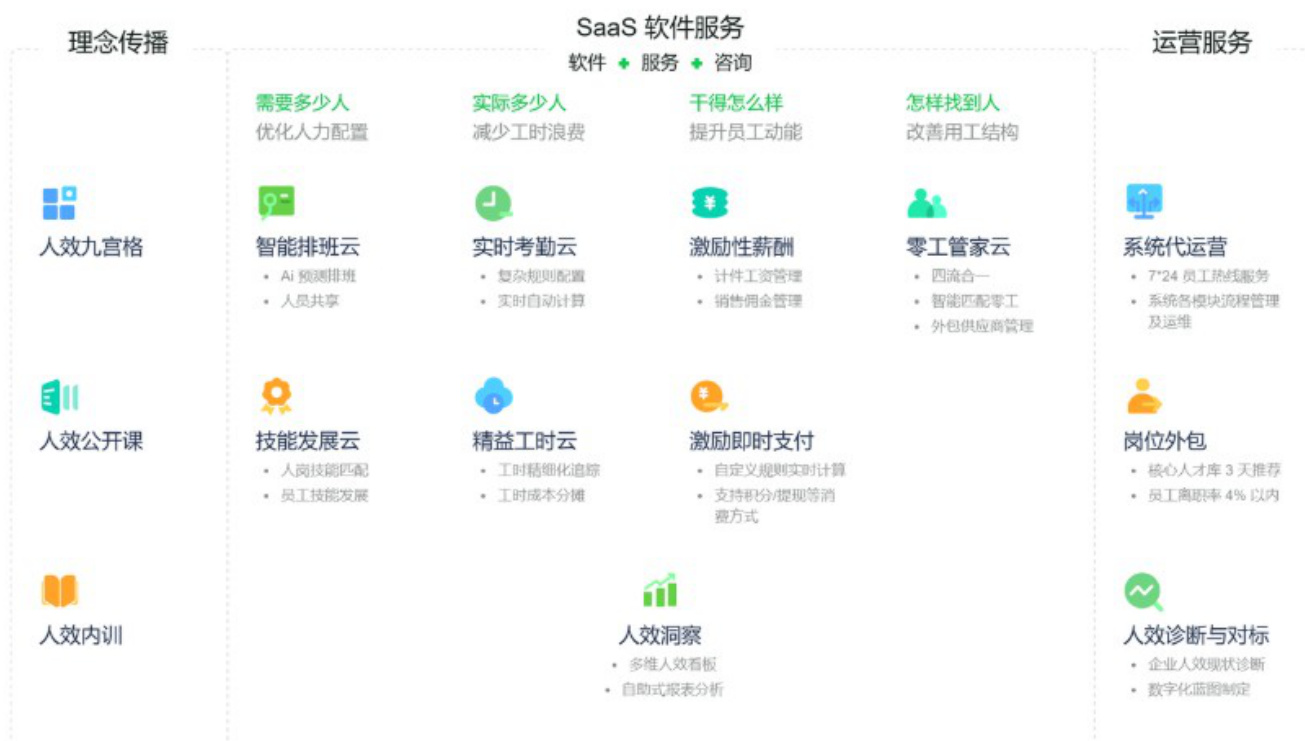 理念传播
SaaS 软件服务
软件 + 服务 + 咨询
运营服务
需要多少人
优化人力配置
实际多少人
减少工时浪费
干得怎么样
提升员工动能
怎样找到人
改善用工结构
人效九宫格
智能排班云
• Ai 预测排班
• 人员共享
实时考勤云
• 复杂规则配置
• 实时自动计算
激励性薪酬
• 计件工资管理
• 销售佣金管理
零工管家云
• 四流合一
• 智能匹配零工
• 外包供应商管理
系统代运营
• 7*24 员工热线服务
• 系统各模块流程管理
及运维
人效公开课
技能发展云
• 人岗技能匹配
• 员工技能发展
精益工时云
• 工时精细化追踪
• 工时成本分摊
激励即时支付
• 自定义规则实时计算
• 支持积分/提现等消
费方式
岗位外包
• 核心人才库 3 天推荐
• 员工离职率 4% 以内
人效内训
人效洞察
• 多维人效看板
• 自助式报表分析
人效诊断与对标
• 企业人效现状诊断
• 数字化蓝图制定